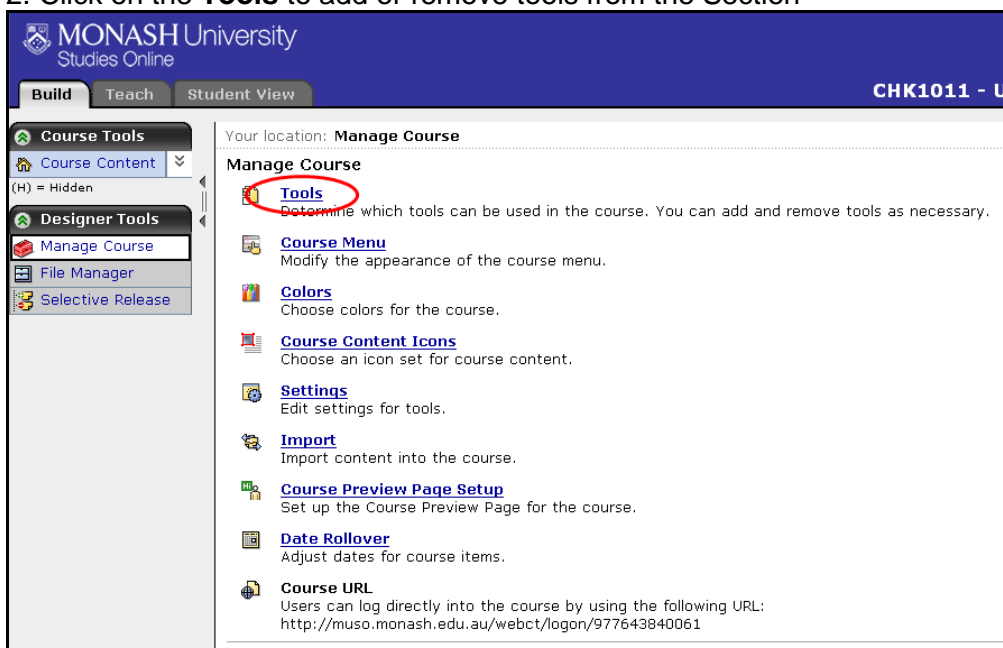 2. Click on the Tools to add or remove tools from the Section
MONASH University
Studies Online
Build Teach Student View
CHK1011 - U
Course Tools
Course Content
(H) = Hidden
Designer Tools
Manage Course
File Manager
Selective Release
Your location: Manage Course
Manage Course
Tools
Determine which tools can be used in the course. You can add and remove tools as necessary.
Course Menu
Modify the appearance of the course menu.
Colors
Choose colors for the course.
Course Content Icons
Choose an icon set for course content.
Settings
Edit settings for tools.
Import
Import content into the course.
Course Preview Page Setup
Set up the Course Preview Page for the course.
Date Rollover
Adjust dates for course items.
Course URL
Users can log directly into the course by using the following URL:
http://muso.monash.edu.au/webct/logon/977643840061